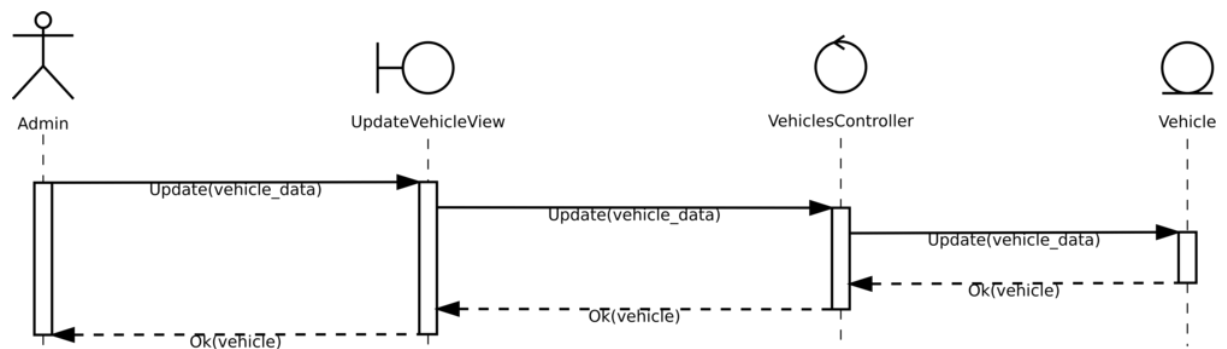 Admin
UpdateVehicleView
VehiclesController
Vehicle
Update(vehicle_data)
Update(vehicle_data)
Update(vehicle_data)
Ok(vehicle)
Ok(vehicle)
Ok(vehicle)